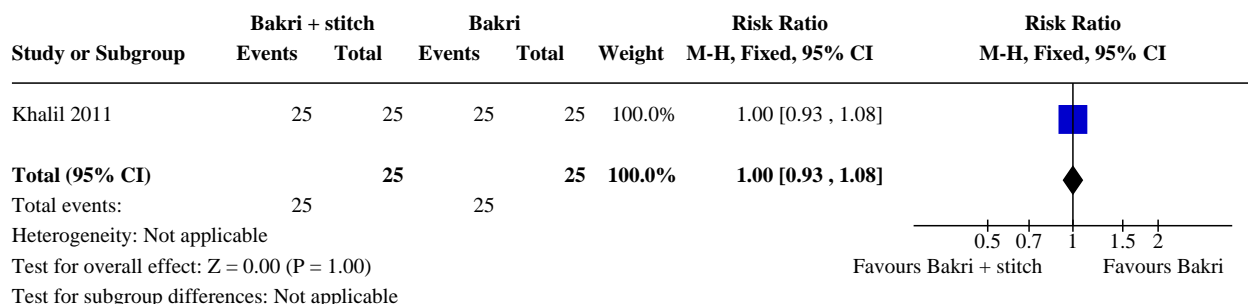 Bakri + stitch Bakri Risk Ratio Risk Ratio
Study or Subgroup Events Total Events Total Weight M-H, Fixed, 95% CI M-H, Fixed, 95% CI
Khalil 2011 25 25 25 25 100.0% 1.00 [0.93 , 1.08]
Total (95% CI) 25 25 100.0% 1.00 [0.93 , 1.08]
Total events: 25 25
Heterogeneity: Not applicable
0.5 0.7 1 1.5 2
Test for overall effect: Z = 0.00 (P = 1.00) Favours Bakri + stitch Favours Bakri
Test for subgroup differences: Not applicable